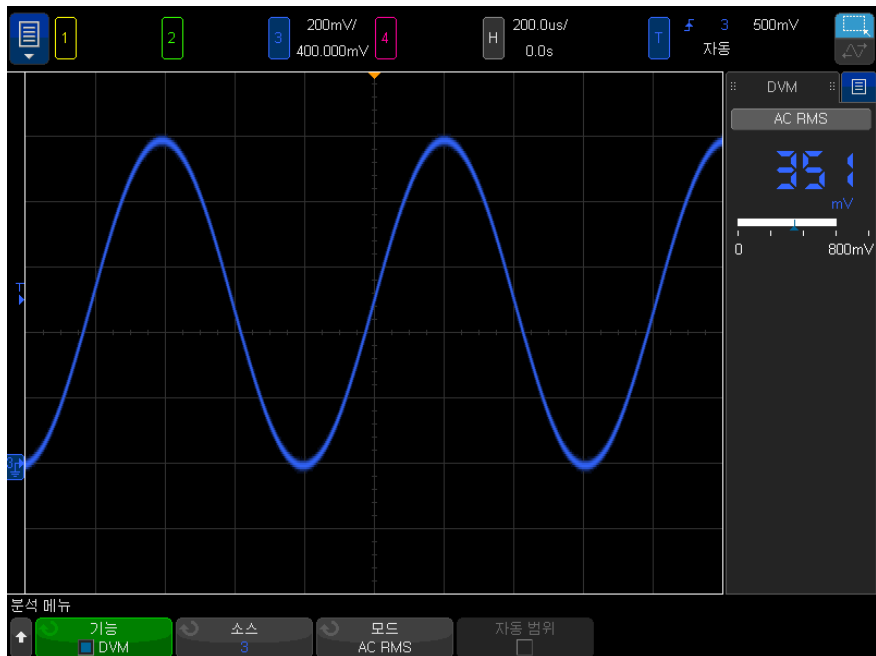 1
2
3 200mV/
400.000mV
4
H 200.0us/
0.0s
T 3 500mV
자동
DVM
AC RMS
351
mV
0 800mV
T
3
분석 메뉴
기능
DVM
소스
3
모드
AC RMS
자동 범위